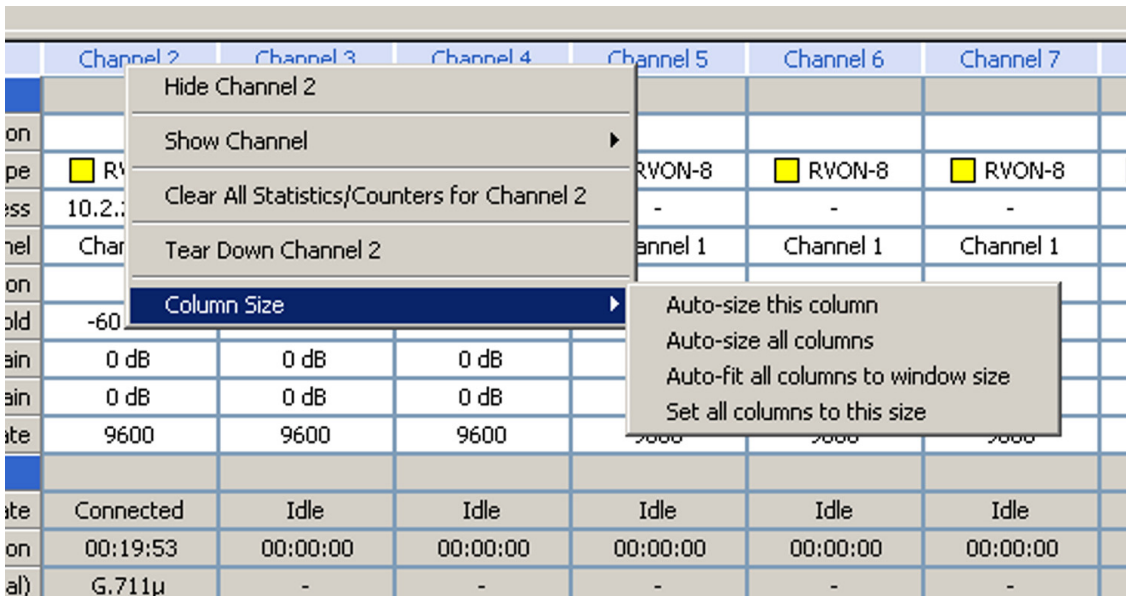 Channel 2 Channel 3 Channel 4 Channel 5 Channel 6 Channel 7
Hide Channel 2
on
Show Channel
pe RVON-8 RVON-8 RVON-8
Clear All Statistics/Counters for Channel 2
ess 10.2. - - -
nel Channel 1 Channel 1
Tear Down Channel 2
on
Column Size
Auto-size this column
old -60
Auto-size all columns
ain 0 dB 0 dB 0 dB
Auto-fit all columns to window size
ain 0 dB 0 dB 0 dB
Set all columns to this size
ate 9600 9600 9600
ate Connected Idle Idle Idle Idle Idle
on 00:19:53 00:00:00 00:00:00 00:00:00 00:00:00 00:00:00
al) G.711µ - - - - -